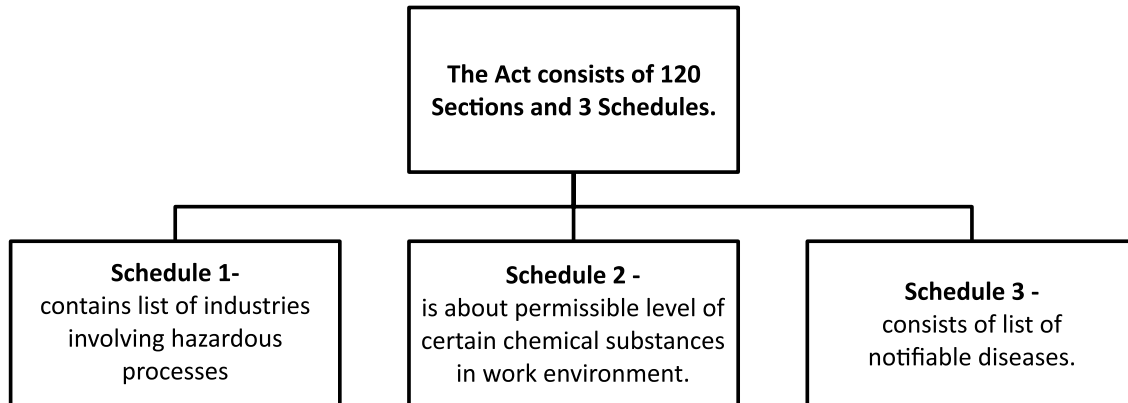 The Act consists of 120
Sections and 3 Schedules.
Schedule 1-
contains list of industries
involving hazardous
processes
Schedule 2 -
is about permissible level of
certain chemical substances
in work environment.
Schedule 3 -
consists of list of
notifiable diseases.